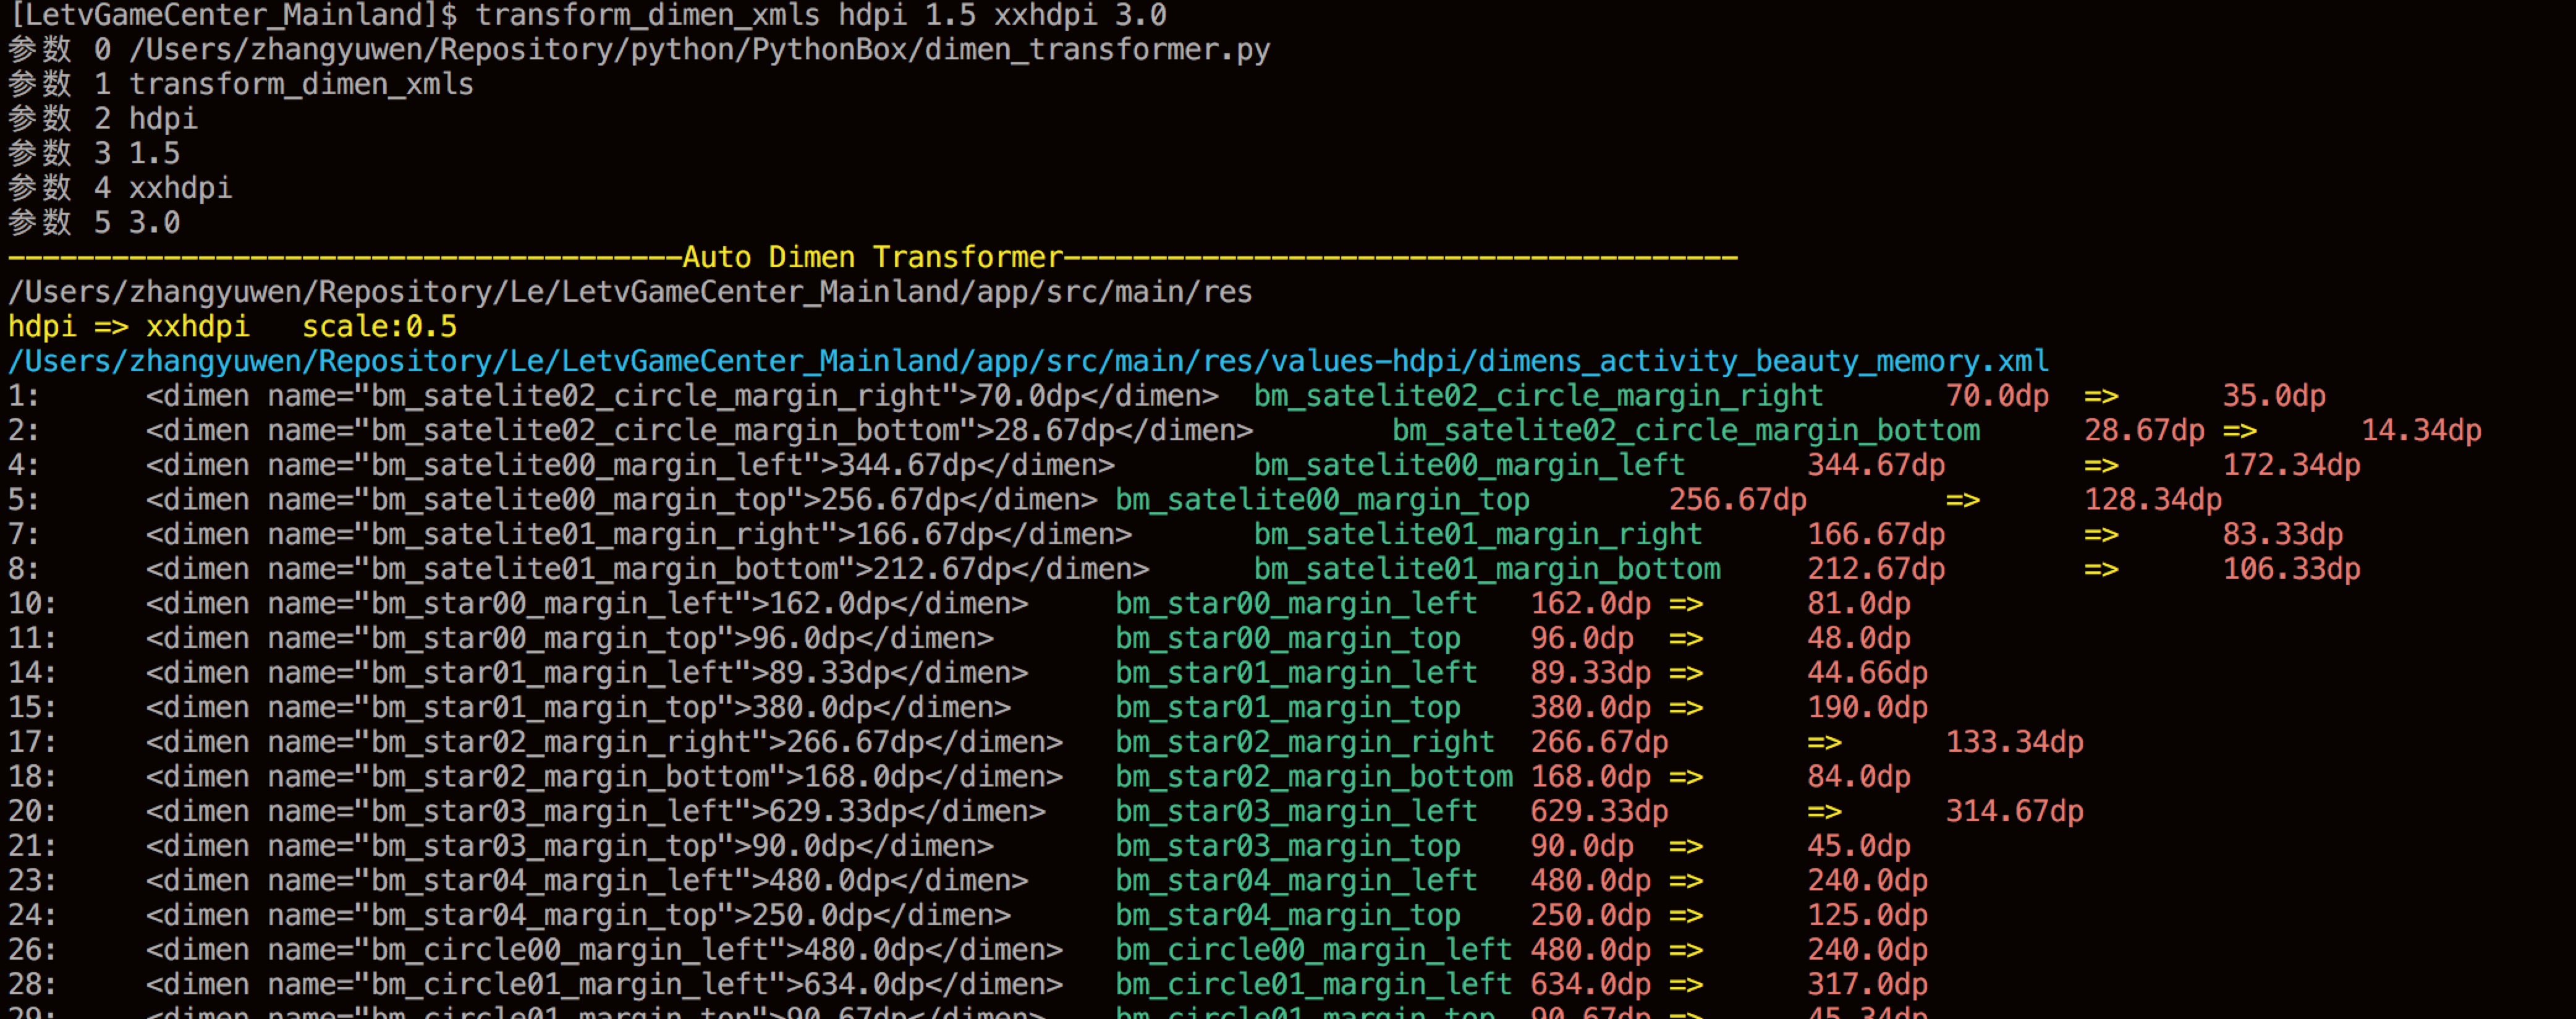 [LetvGameCenter_Mainland]$ transform_dimen_xmls hdpi 1.5 xxhdpi 3.0
参数 0 /Users/zhangyuwen/Repository/python/PythonBox/dimen_transformer.py
参数 1 transform_dimen_xmls
参数 2 hdpi
参数 3 1.5
参数 4 xxhdpi
参数 5 3.0
---------------------------------------Auto Dimen Transformer---------------------------------------
/Users/zhangyuwen/Repository/Le/LetvGameCenter_Mainland/app/src/main/res
hdpi => xxhdpi   scale:0.5
/Users/zhangyuwen/Repository/Le/LetvGameCenter_Mainland/app/src/main/res/values-hdpi/dimens_activity_beauty_memory.xml
1: <dimen name="bm_satelite02_circle_margin_right">70.0dp</dimen> bm_satelite02_circle_margin_right 70.0dp => 35.0dp
2: <dimen name="bm_satelite02_circle_margin_bottom">28.67dp</dimen> bm_satelite02_circle_margin_bottom 28.67dp => 14.34dp
4: <dimen name="bm_satelite00_margin_left">344.67dp</dimen> bm_satelite00_margin_left 344.67dp => 172.34dp
5: <dimen name="bm_satelite00_margin_top">256.67dp</dimen> bm_satelite00_margin_top 256.67dp => 128.34dp
7: <dimen name="bm_satelite01_margin_right">166.67dp</dimen> bm_satelite01_margin_right 166.67dp => 83.33dp
8: <dimen name="bm_satelite01_margin_bottom">212.67dp</dimen> bm_satelite01_margin_bottom 212.67dp => 106.33dp
10: <dimen name="bm_star00_margin_left">162.0dp</dimen> bm_star00_margin_left 162.0dp => 81.0dp
11: <dimen name="bm_star00_margin_top">96.0dp</dimen> bm_star00_margin_top 96.0dp => 48.0dp
14: <dimen name="bm_star01_margin_left">89.33dp</dimen> bm_star01_margin_left 89.33dp => 44.66dp
15: <dimen name="bm_star01_margin_top">380.0dp</dimen> bm_star01_margin_top 380.0dp => 190.0dp
17: <dimen name="bm_star02_margin_right">266.67dp</dimen> bm_star02_margin_right 266.67dp => 133.34dp
18: <dimen name="bm_star02_margin_bottom">168.0dp</dimen> bm_star02_margin_bottom 168.0dp => 84.0dp
20: <dimen name="bm_star03_margin_left">629.33dp</dimen> bm_star03_margin_left 629.33dp => 314.67dp
21: <dimen name="bm_star03_margin_top">90.0dp</dimen> bm_star03_margin_top 90.0dp => 45.0dp
23: <dimen name="bm_star04_margin_left">480.0dp</dimen> bm_star04_margin_left 480.0dp => 240.0dp
24: <dimen name="bm_star04_margin_top">250.0dp</dimen> bm_star04_margin_top 250.0dp => 125.0dp
26: <dimen name="bm_circle00_margin_left">480.0dp</dimen> bm_circle00_margin_left 480.0dp => 240.0dp
28: <dimen name="bm_circle01_margin_left">634.0dp</dimen> bm_circle01_margin_left 634.0dp => 317.0dp
29: <dimen name="bm_circle01_margin_top">90.67dp</dimen> bm_circle01_margin_top 90.67dp => 45.34dp